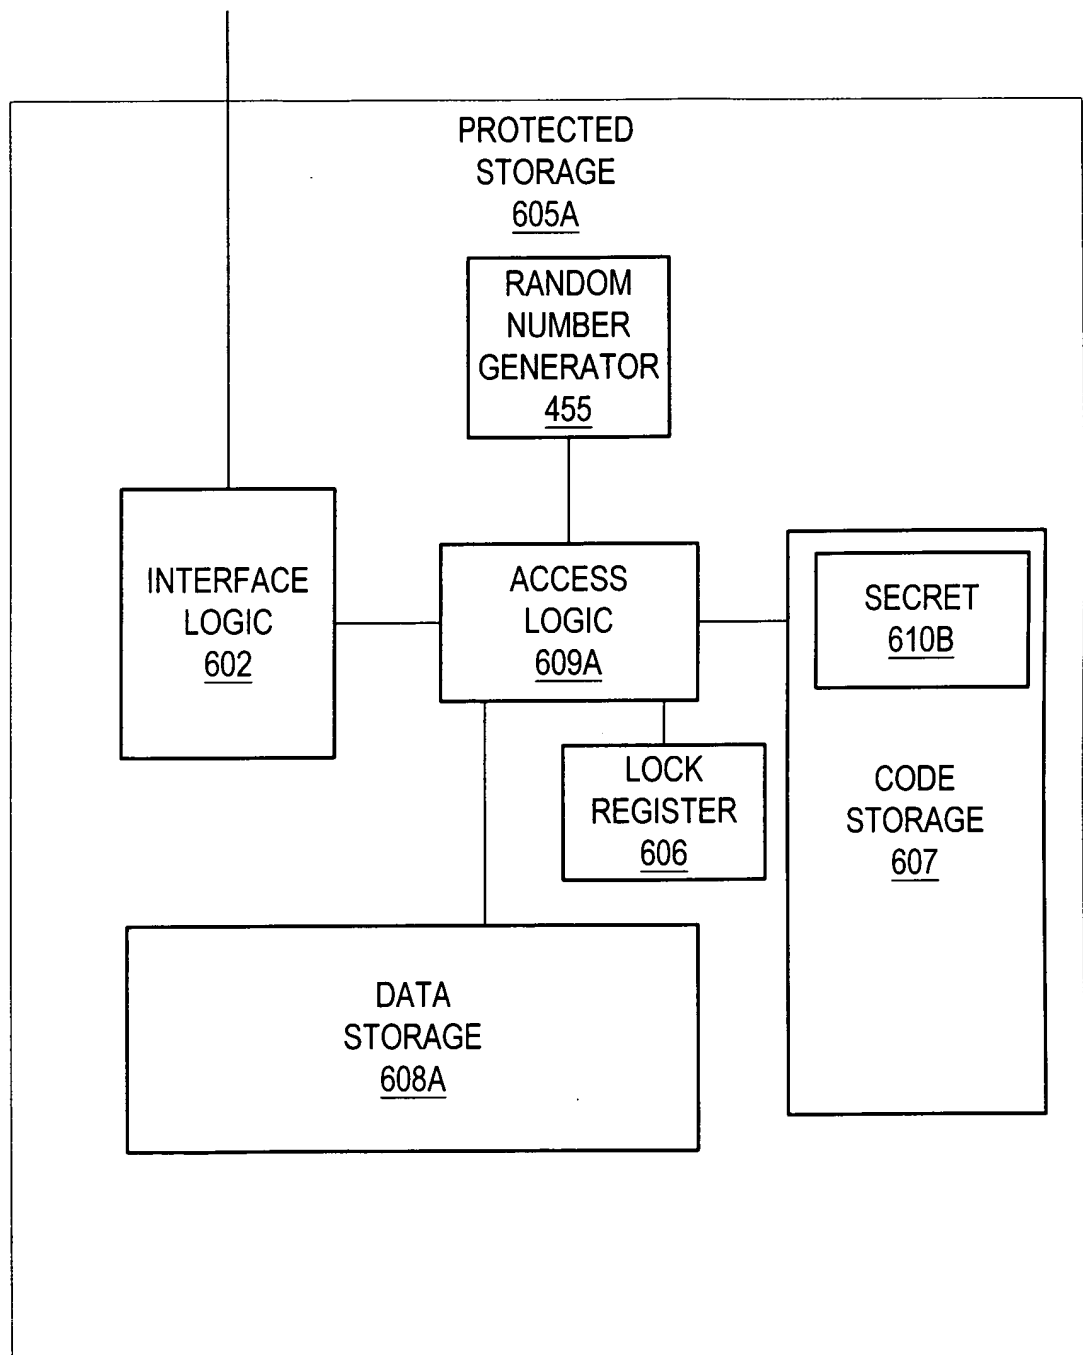 PROTECTED
STORAGE
605A
RANDOM
NUMBER
GENERATOR
455
INTERFACE
LOGIC
602
ACCESS
LOGIC
609A
SECRET
610B
LOCK
REGISTER
606
CODE
STORAGE
607
DATA
STORAGE
608A